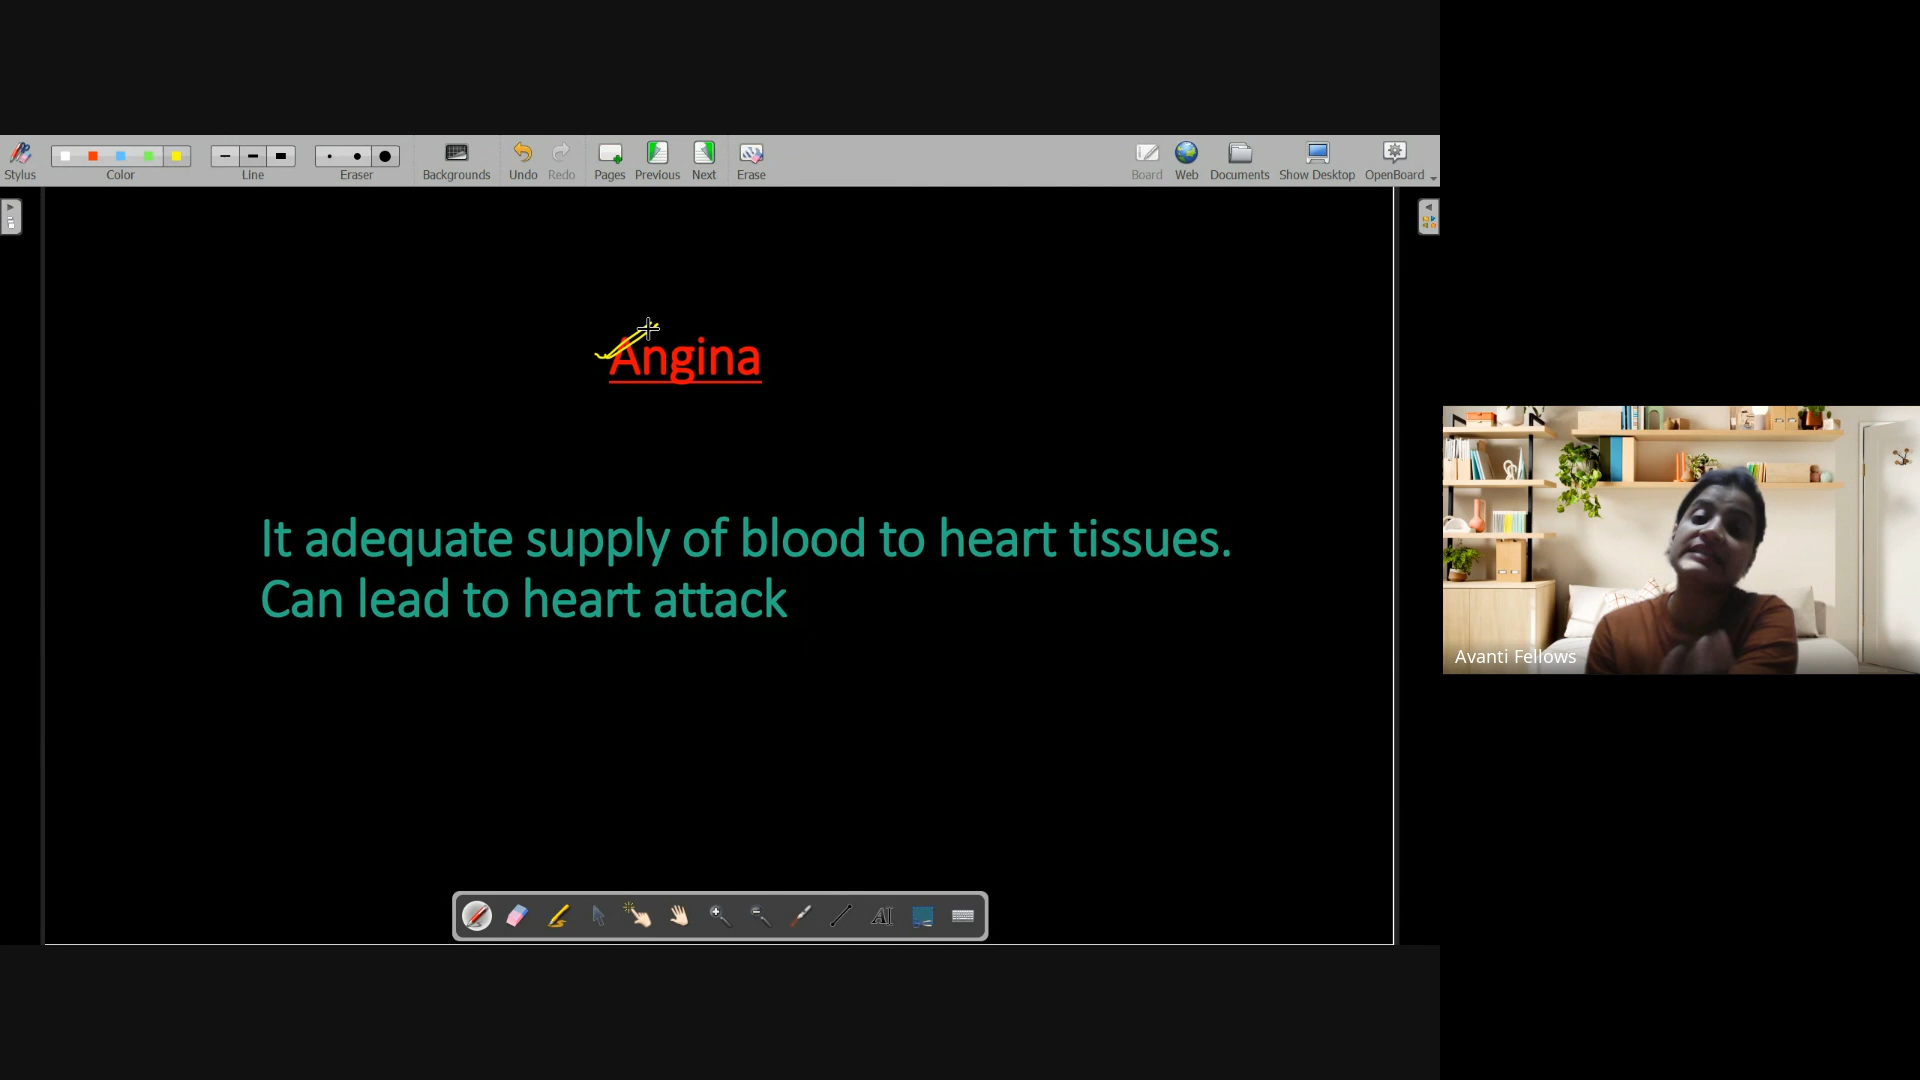 Stylus
Color
Line
Eraser
Backgrounds
Undo
Redo
Pages
Previous
Next
Erase
Board
Web
Documents
Show Desktop
OpenBoard
Angina
It adequate supply of blood to heart tissues.
Can lead to heart attack
Avanti Fellows
AI